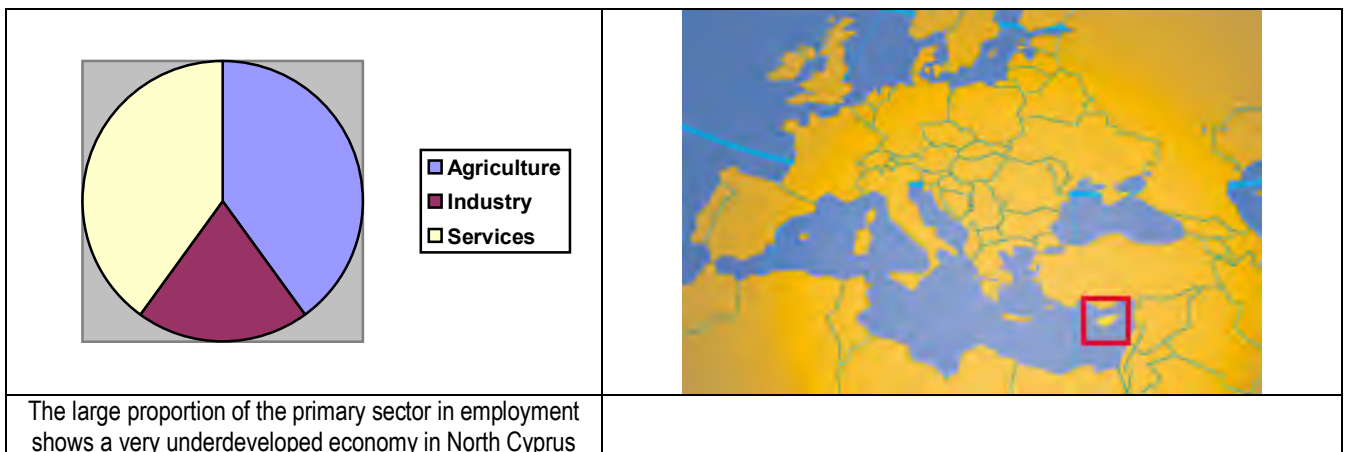 Agriculture
Industry
Services
The large proportion of the primary sector in employment
shows a very underdeveloped economy in North Cyprus